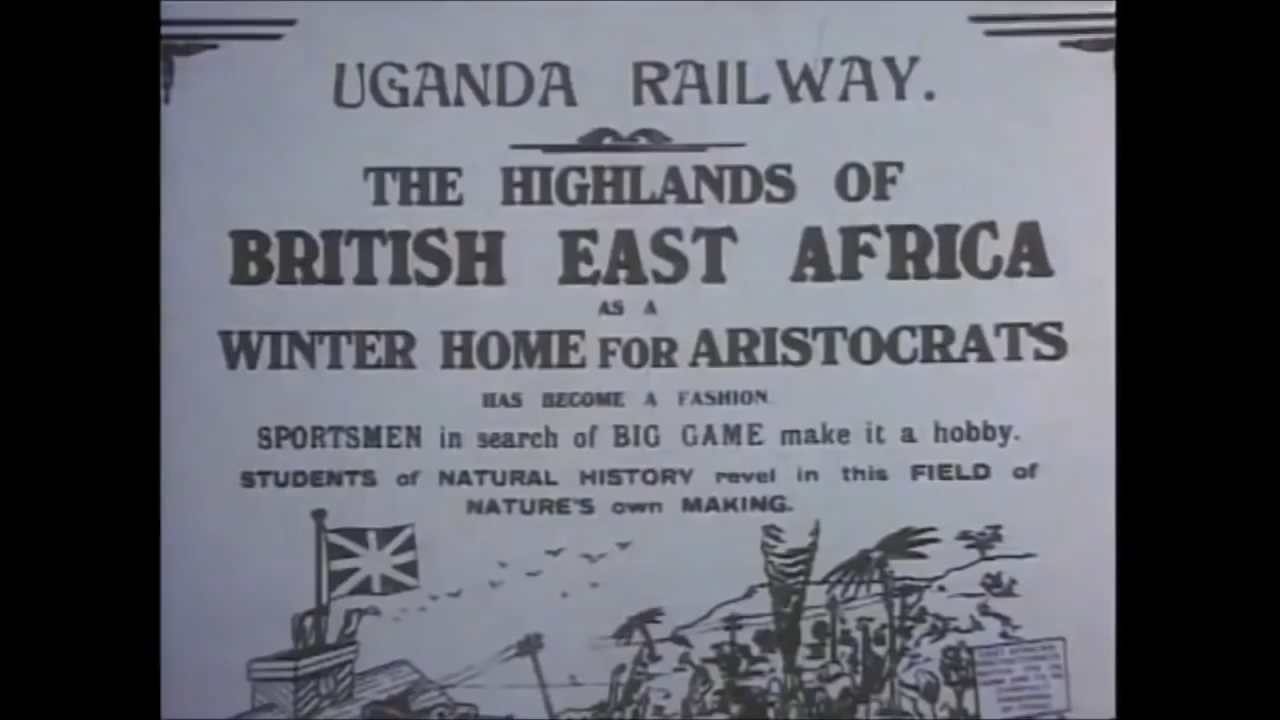 UGANDA RAILWAY.
THE HIGHLANDS OF
BRITISH EAST AFRICA
AS A
WINTER HOME FOR ARISTOCRATS
HAS BECOME A FASHION.
SPORTSMEN in search of BIG GAME make it a hobby.
STUDENTS of NATURAL HISTORY revel in this FIELD of
NATURE'S own MAKING.